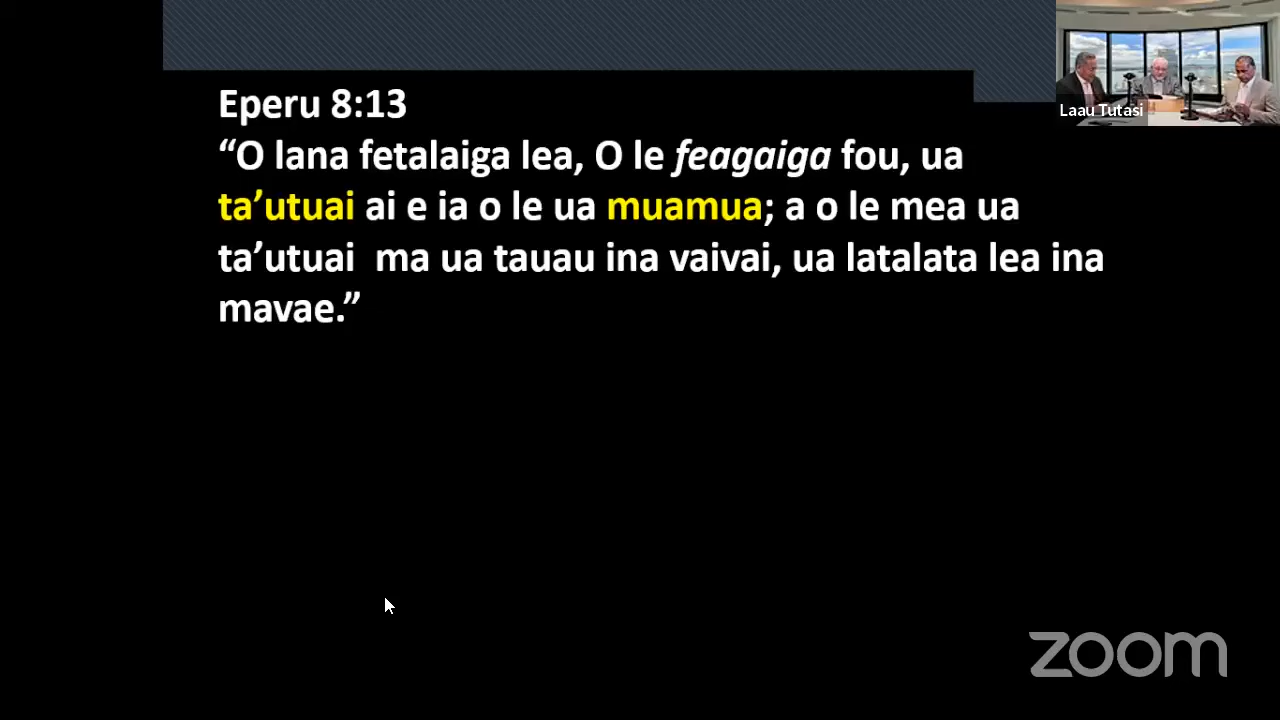 Eperu 8:13
“O lana fetalaiga lea, O le feagaiga fou, ua
ta’utuai ai e ia o le ua muamua; a o le mea ua
ta’utuai  ma ua tauau ina vaivai, ua latalata lea ina
mavae.”
Laau Tutasi
zoom